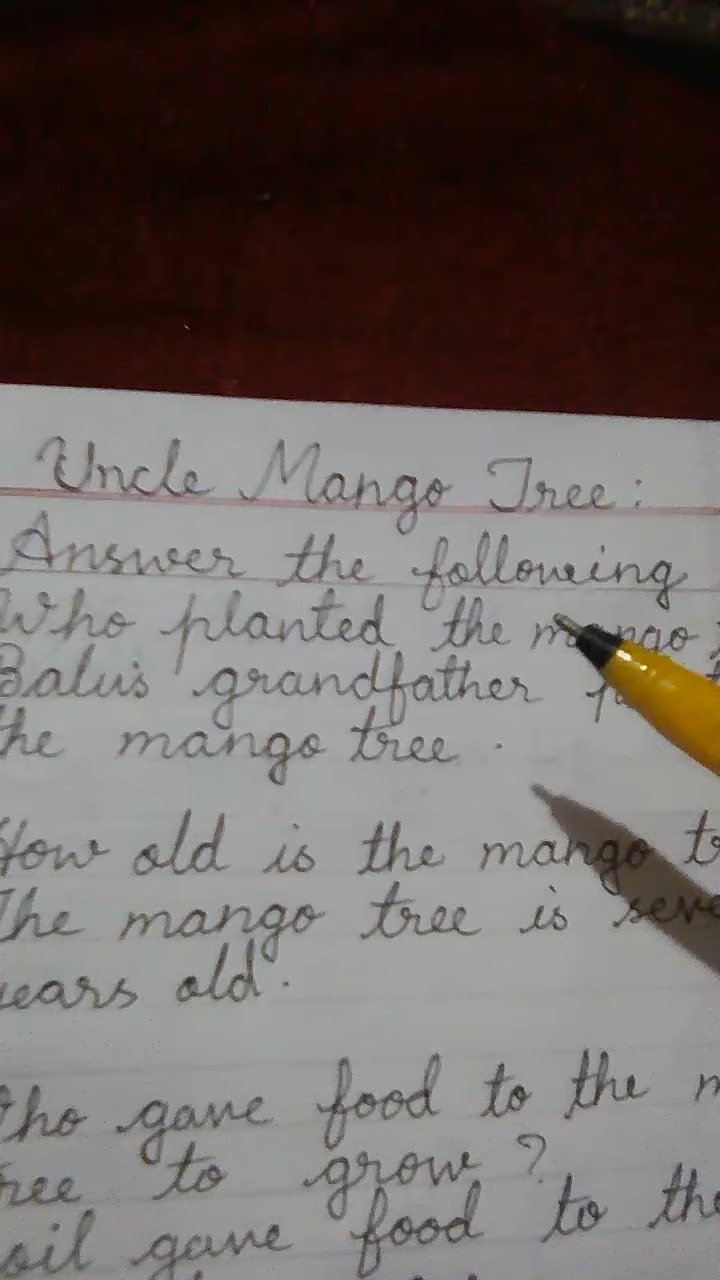 Uncle Mango Tree:
Answer the following
Who planted the mango
Balu's grandfather
the mango tree.
How old is the mango
The mango tree is
years old.
Who gave food to the
tree to grow?
soil gave food to the